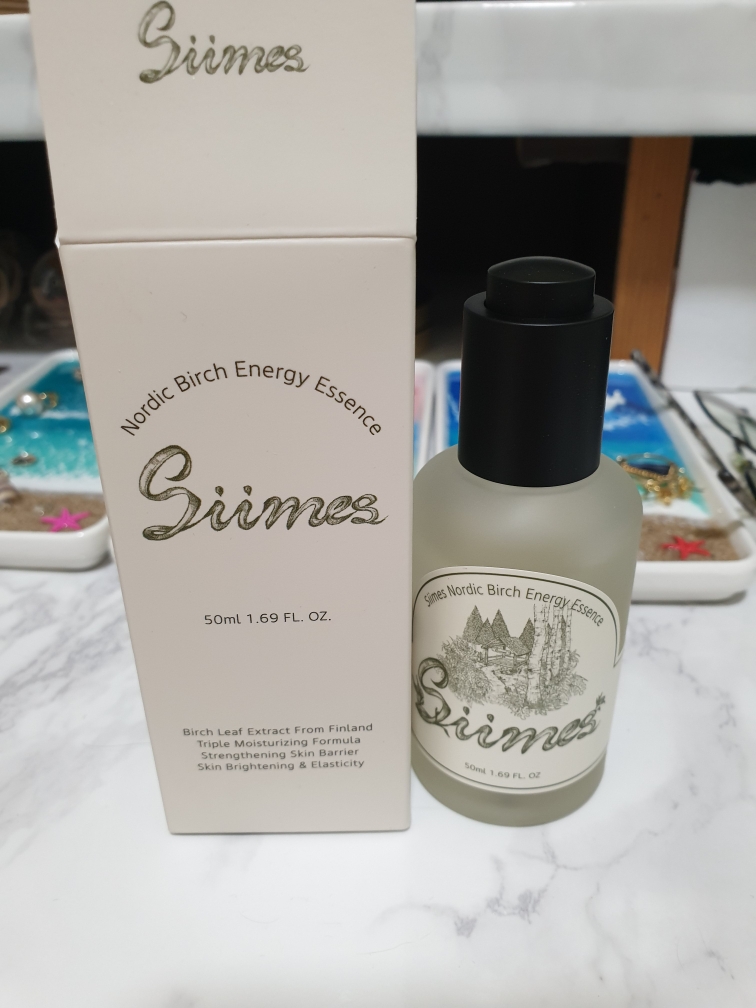 Siimes
Nordic Birch Energy Essence
Siimes
50ml 1.69 FL. OZ.
Birch Leaf Extract From Finland
Triple Moisturizing Formula
Strengthening Skin Barrier
Skin Brightening & Elasticity
Siimes Nordic Birch Energy Essence
Siimes
50ml 1.69 FL. OZ